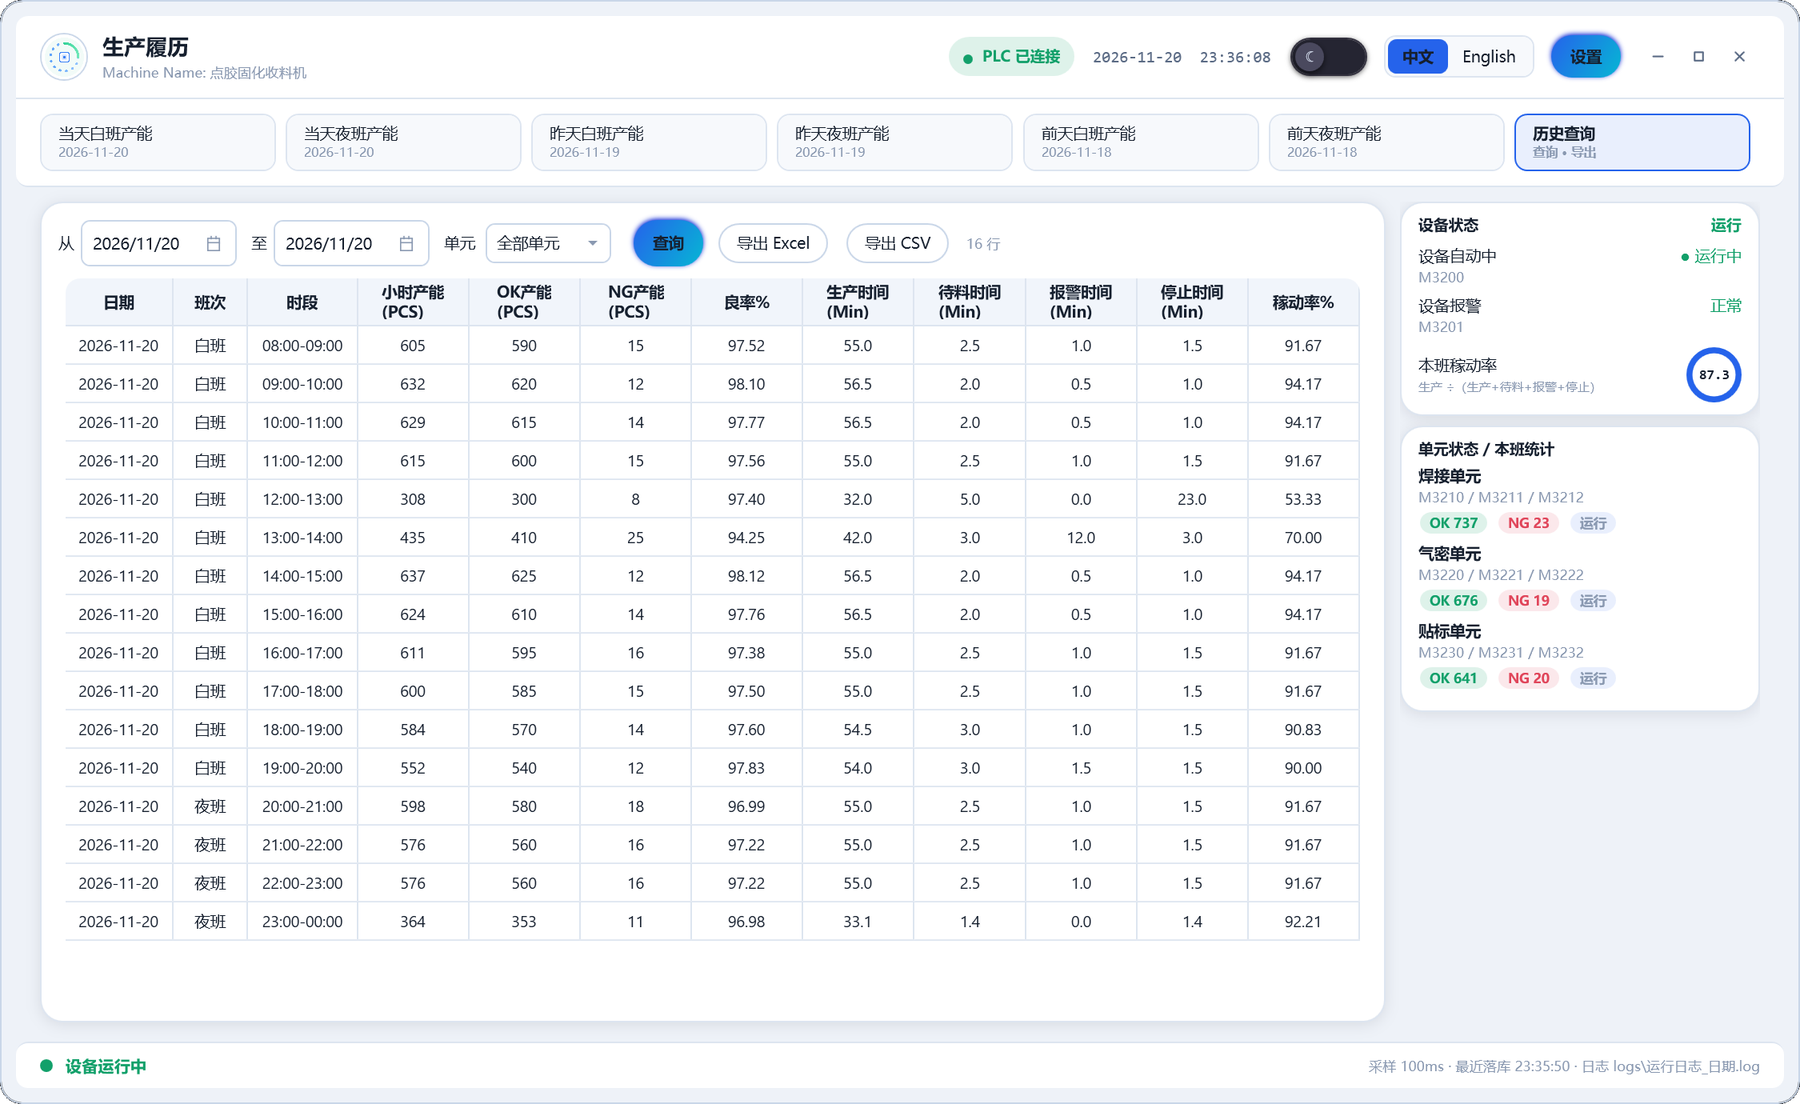 生产履历
Machine Name: 点胶固化收料机
PLC 已连接
2026-11-20 23:36:08
中文 English
设置
当天白班产能
2026-11-20
当天夜班产能
2026-11-20
昨天白班产能
2026-11-19
昨天夜班产能
2026-11-19
前天白班产能
2026-11-18
前天夜班产能
2026-11-18
历史查询
查询 • 导出
从 2026/11/20 至 2026/11/20 单元 全部单元 查询 导出 Excel 导出 CSV 16 行
日期 班次 时段 小时产能(PCS) OK产能(PCS) NG产能(PCS) 良率% 生产时间(Min) 待料时间(Min) 报警时间(Min) 停止时间(Min) 稼动率%
2026-11-20 白班 08:00-09:00 605 590 15 97.52 55.0 2.5 1.0 1.5 91.67
2026-11-20 白班 09:00-10:00 632 620 12 98.10 56.5 2.0 0.5 1.0 94.17
2026-11-20 白班 10:00-11:00 629 615 14 97.77 56.5 2.0 0.5 1.0 94.17
2026-11-20 白班 11:00-12:00 615 600 15 97.56 55.0 2.5 1.0 1.5 91.67
2026-11-20 白班 12:00-13:00 308 300 8 97.40 32.0 5.0 0.0 23.0 53.33
2026-11-20 白班 13:00-14:00 435 410 25 94.25 42.0 3.0 12.0 3.0 70.00
2026-11-20 白班 14:00-15:00 637 625 12 98.12 56.5 2.0 0.5 1.0 94.17
2026-11-20 白班 15:00-16:00 624 610 14 97.76 56.5 2.0 0.5 1.0 94.17
2026-11-20 白班 16:00-17:00 611 595 16 97.38 55.0 2.5 1.0 1.5 91.67
2026-11-20 白班 17:00-18:00 600 585 15 97.50 55.0 2.5 1.0 1.5 91.67
2026-11-20 白班 18:00-19:00 584 570 14 97.60 54.5 3.0 1.0 1.5 90.83
2026-11-20 白班 19:00-20:00 552 540 12 97.83 54.0 3.0 1.5 1.5 90.00
2026-11-20 夜班 20:00-21:00 598 580 18 96.99 55.0 2.5 1.0 1.5 91.67
2026-11-20 夜班 21:00-22:00 576 560 16 97.22 55.0 2.5 1.0 1.5 91.67
2026-11-20 夜班 22:00-23:00 576 560 16 97.22 55.0 2.5 1.0 1.5 91.67
2026-11-20 夜班 23:00-00:00 364 353 11 96.98 33.1 1.4 0.0 1.4 92.21
设备状态 运行
设备自动中 运行中
M3200
设备报警 正常
M3201
本班稼动率
生产 ÷ (生产+待料+报警+停止)
87.3
单元状态 / 本班统计
焊接单元
M3210 / M3211 / M3212
OK 737 NG 23 运行
气密单元
M3220 / M3221 / M3222
OK 676 NG 19 运行
贴标单元
M3230 / M3231 / M3232
OK 641 NG 20 运行
设备运行中
采样 100ms · 最近落库 23:35:50 · 日志 logs\运行日志_日期.log